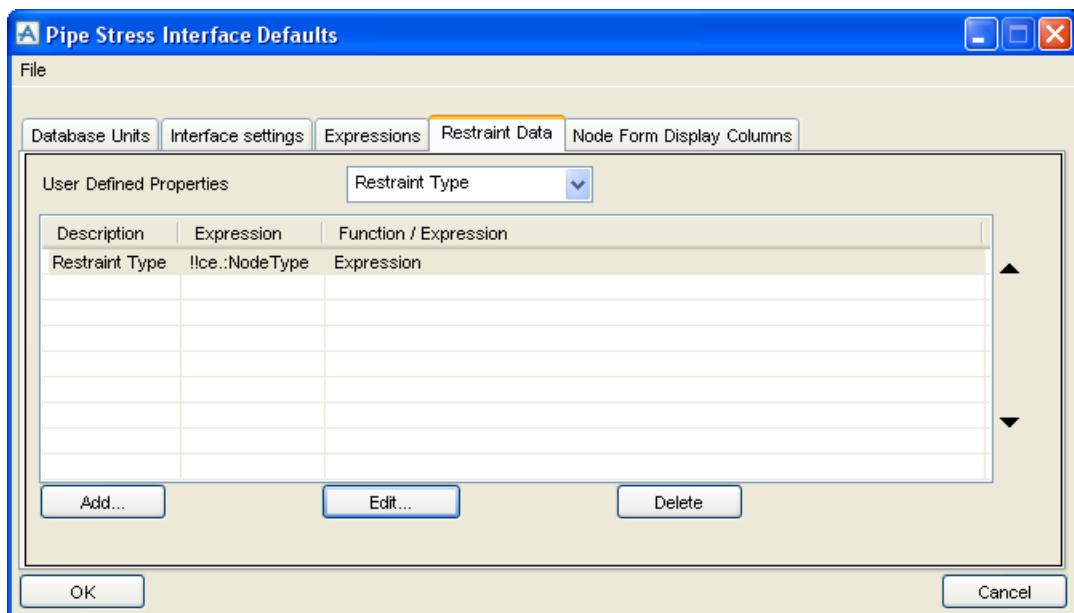 Pipe Stress Interface Defaults
File
Database Units Interface settings Expressions Restraint Data Node Form Display Columns
User Defined Properties Restraint Type
Description Expression Function / Expression
Restraint Type !!ce.:NodeType Expression
Add... Edit... Delete
OK Cancel